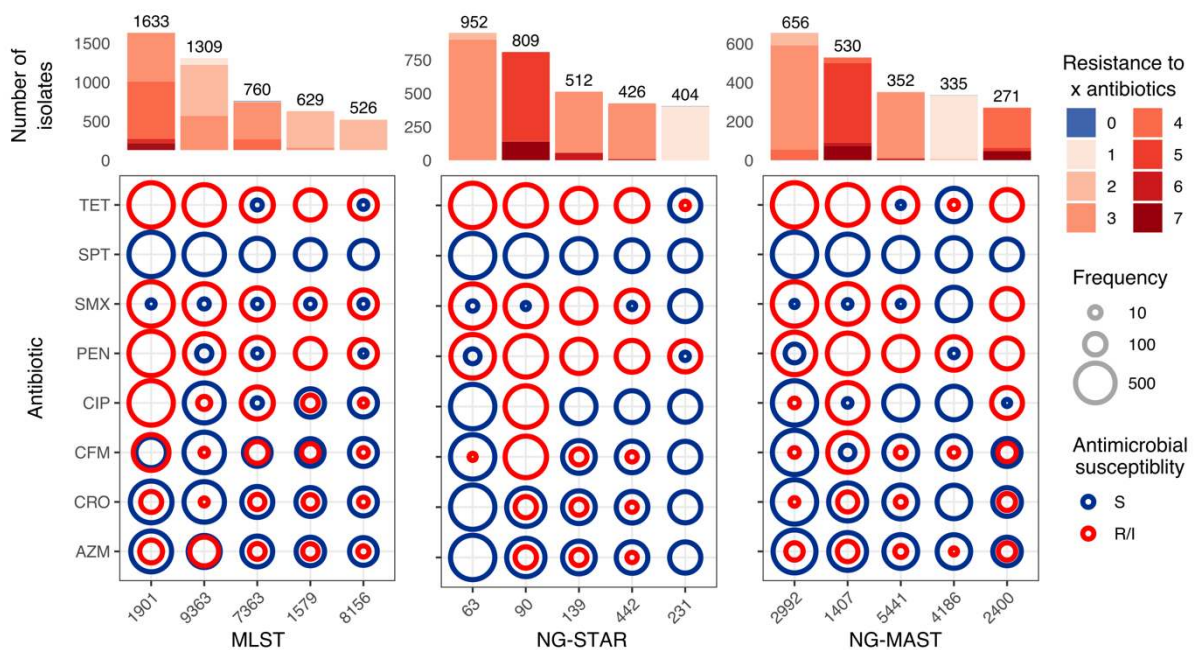 Number of
isolates
1500
1000
500
0
1633
1309
760
629
526
750
500
250
0
952
809
512
426
404
600
400
200
0
656
530
352
335
271
Resistance to
x antibiotics
0 4
1 5
2 6
3 7
Antibiotic
TET
SPT
SMX
PEN
CIP
CFM
CRO
AZM
1901 9363 7363 1579 8156
MLST
63 90 139 442 231
NG-STAR
2992 1407 5441 4186 2400
NG-MAST
Frequency
10
100
500
Antimicrobial
susceptiblity
S
R/I